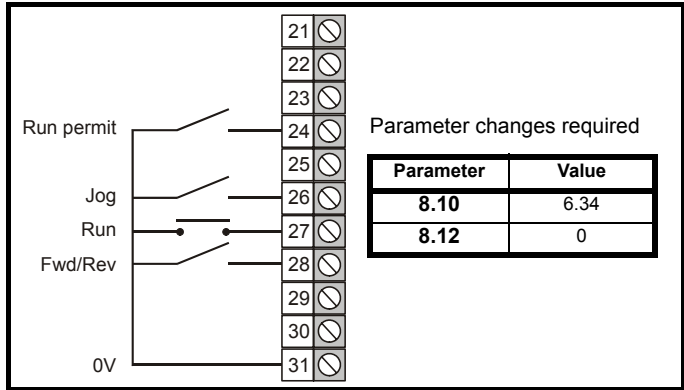 21
22
23
Run permit 24
25
Jog 26
Run 27
Fwd/Rev 28
29
30
0V 31
Parameter changes required
Parameter Value
8.10 6.34
8.12 0